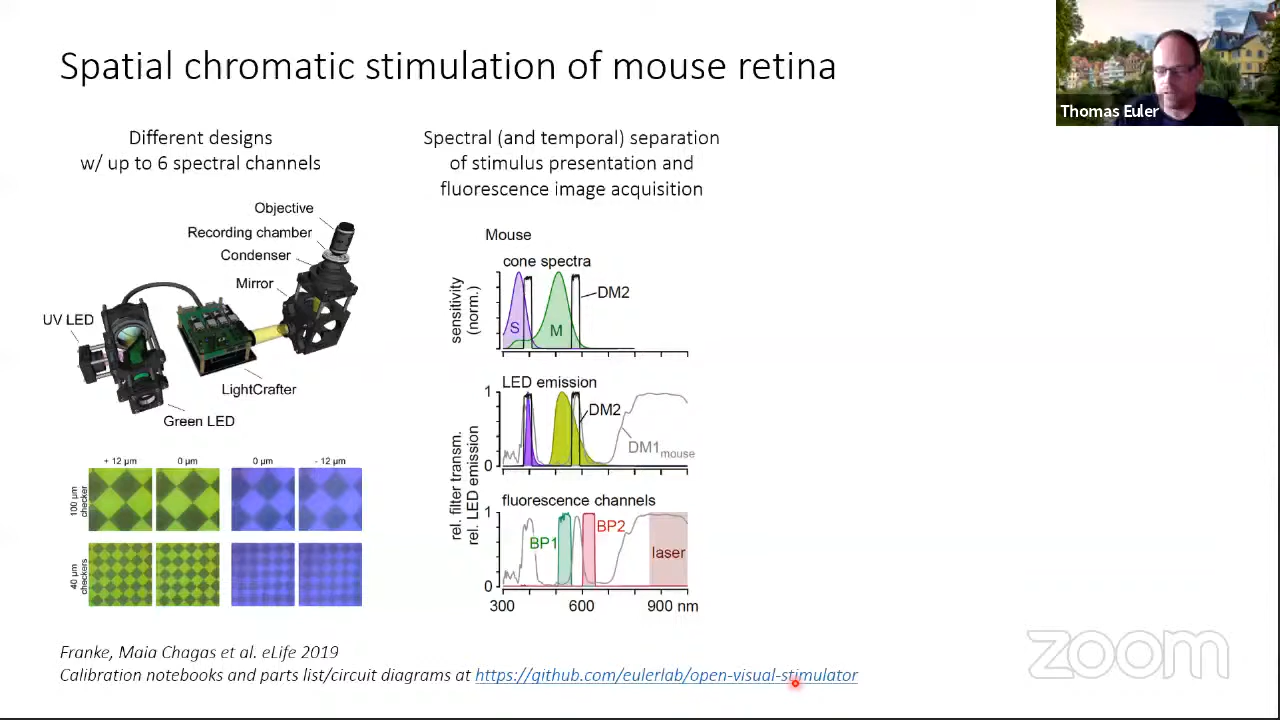 Spatial chromatic stimulation of mouse retina
Thomas Euler
Different designs
w/ up to 6 spectral channels
Objective
Recording chamber
Condenser
Mirror
UV LED
LightCrafter
Green LED
+ 12 µm
0 µm
0 µm
- 12 µm
100 µm
checker
40 µm
checkers
Spectral (and temporal) separation
of stimulus presentation and
fluorescence image acquisition
Mouse
cone spectra
sensitivity
(norm.)
S
M
DM2
LED emission
1
0
DM2
DM1mouse
rel. filter transm.
rel. LED emission
fluorescence channels
1
0
BP1
BP2
laser
300
600
900 nm
Franke, Maia Chagas et al. eLife 2019
Calibration notebooks and parts list/circuit diagrams at https://github.com/eulerlab/open-visual-stimulator
zoom